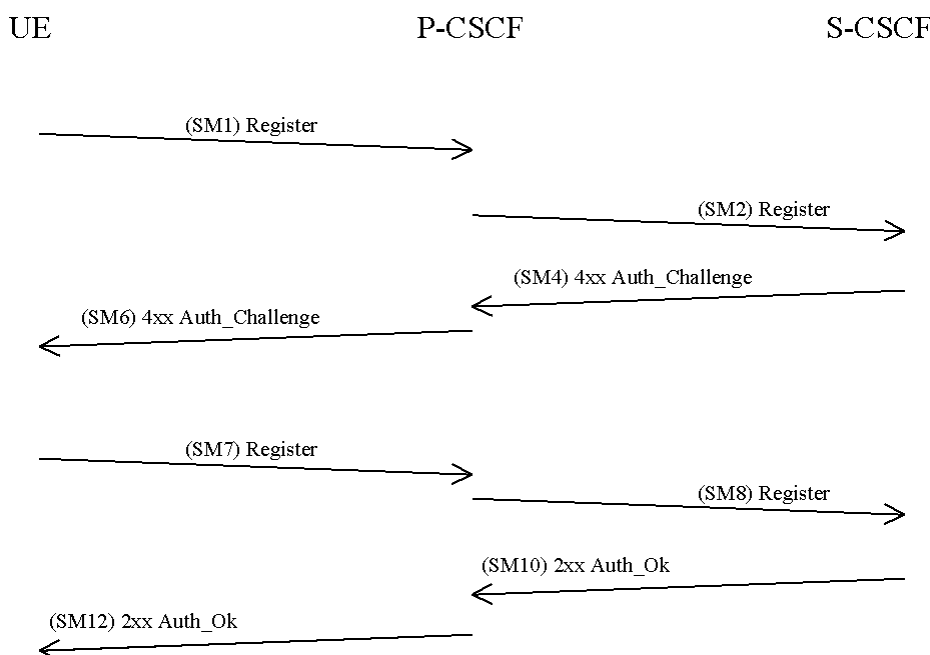 UE P-CSCF S-CSCF
(SM1) Register
(SM2) Register
(SM4) 4xx Auth_Challenge
(SM6) 4xx Auth_Challenge
(SM7) Register
(SM8) Register
(SM10) 2xx Auth_Ok
(SM12) 2xx Auth_Ok